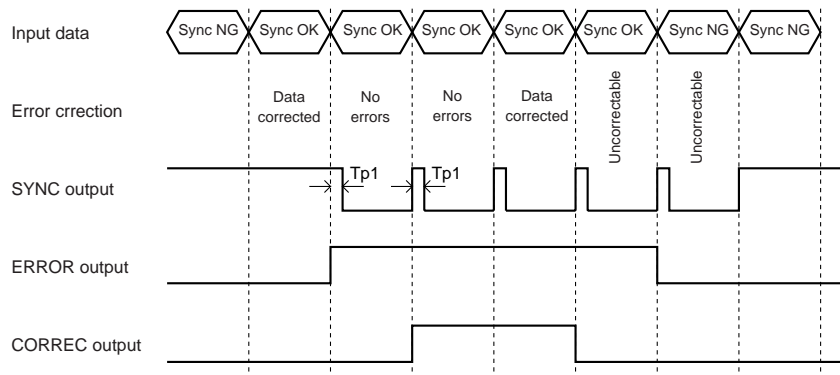 Input data
Sync NG Sync OK Sync OK Sync OK Sync OK Sync OK Sync NG Sync NG
Error crrection
Data corrected
No errors
No errors
Data corrected
Uncorrectable
Uncorrectable
SYNC output
Tp1
Tp1
ERROR output
CORREC output